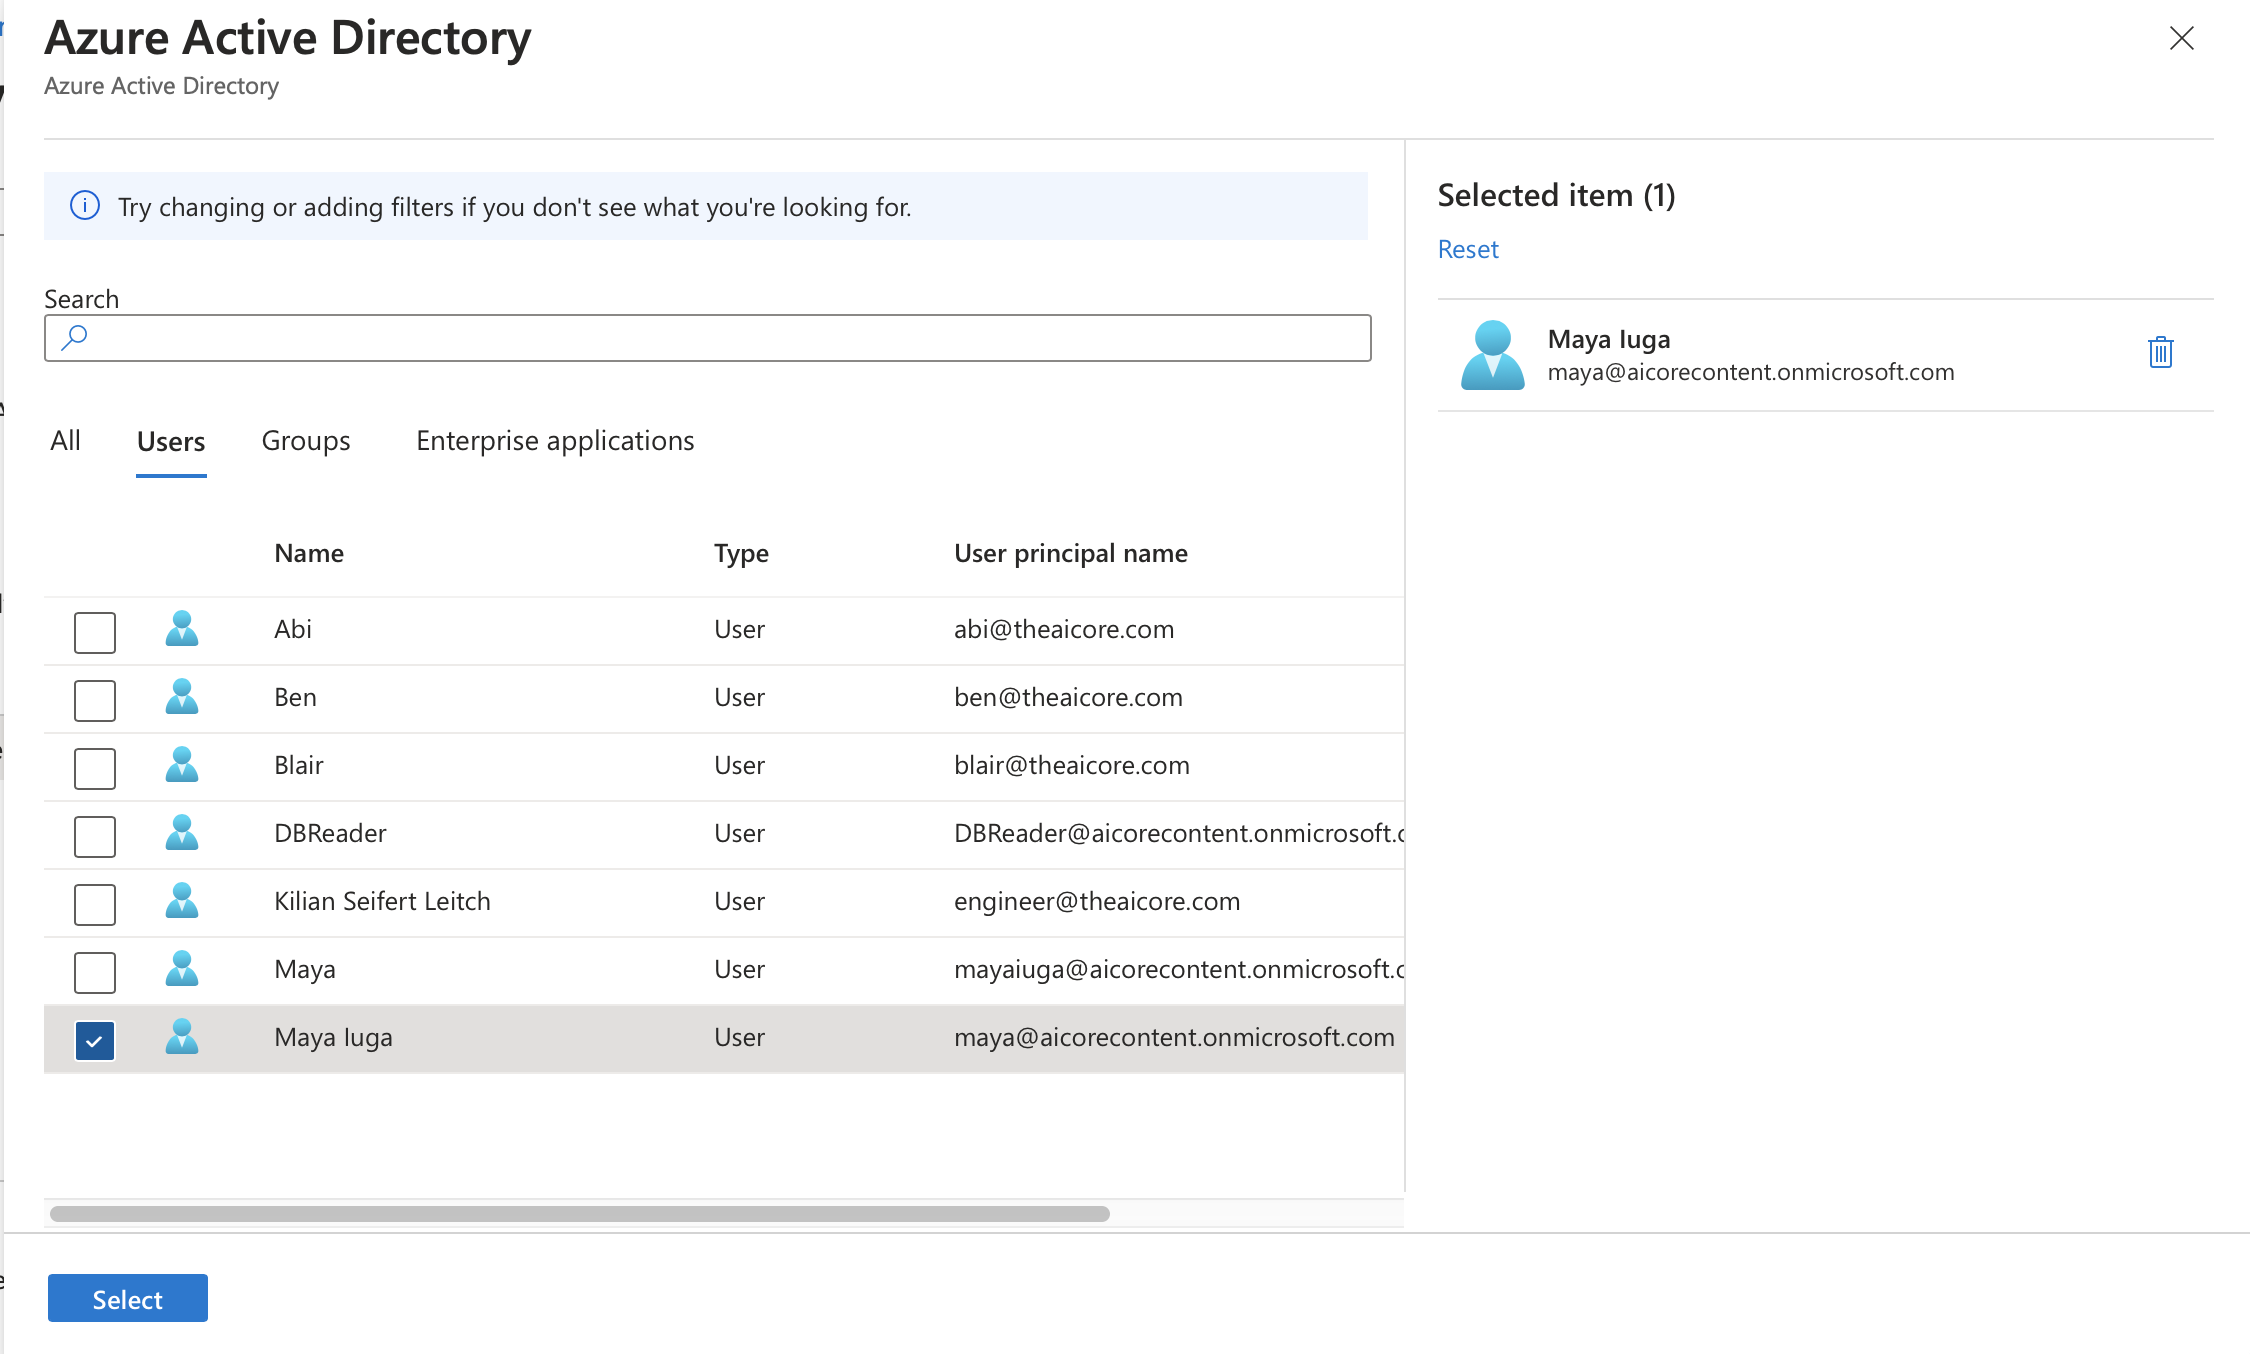 Azure Active Directory
Azure Active Directory
Try changing or adding filters if you don't see what you're looking for.
Search
All Users Groups Enterprise applications
Name Type User principal name
Abi User abi@theaicore.com
Ben User ben@theaicore.com
Blair User blair@theaicore.com
DBReader User DBReader@aicorecontent.onmicrosoft.c
Kilian Seifert Leitch User engineer@theaicore.com
Maya User mayaiuga@aicorecontent.onmicrosoft.c
Maya Iuga User maya@aicorecontent.onmicrosoft.com
Selected item (1)
Reset
Maya Iuga
maya@aicorecontent.onmicrosoft.com
Select